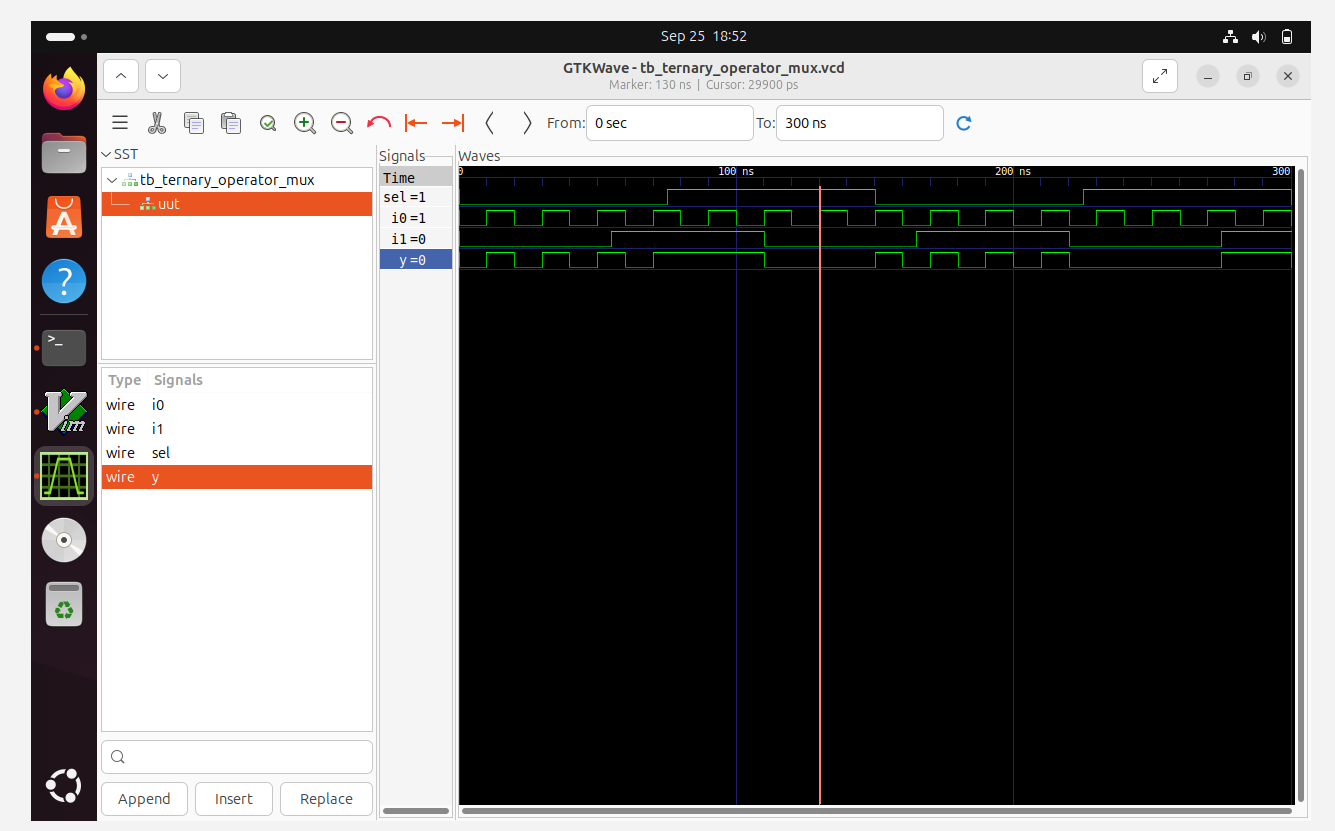 Sep 25 18:52
GTKWave - tb_ternary_operator_mux.vcd
Marker: 130 ns | Cursor: 29900 ps
From: 0 sec To: 300 ns
SST
tb_ternary_operator_mux
uut
Type Signals
wire i0
wire i1
wire sel
wire y
Append Insert Replace
Signals
Time
sel =1
i0 =1
i1 =0
y =0
Waves
0 100 ns 200 ns 300
A
?
>_
Vim